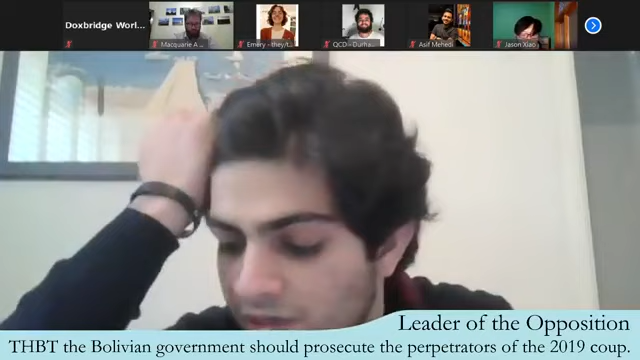 Doxbridge Worl...
Macquarie A ...
Emery - they/t...
QCD - Durha...
Asif Mehedi
Jason Xiao
Leader of the Opposition
THBT the Bolivian government should prosecute the perpetrators of the 2019 coup.